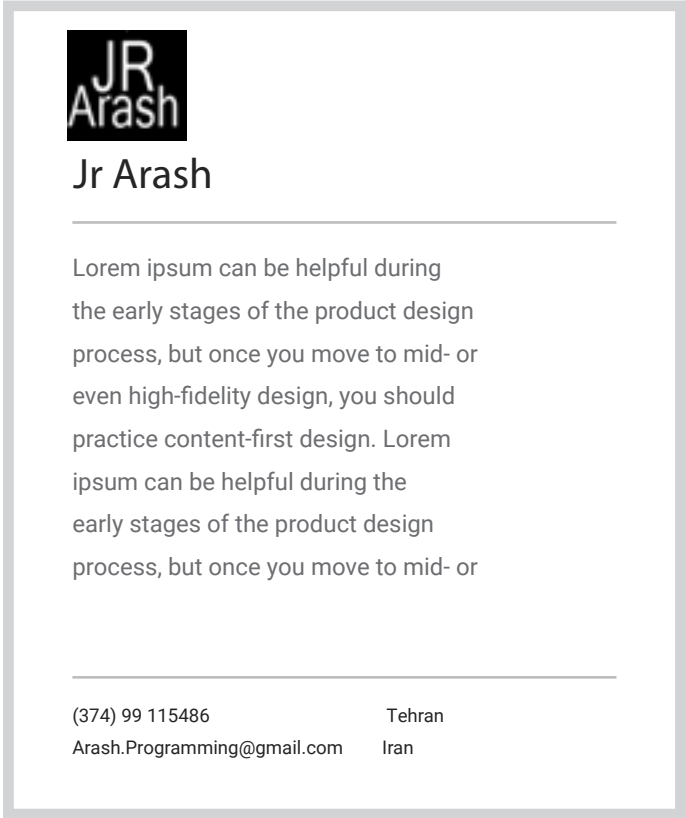 JR
Arash
Jr Arash
Lorem ipsum can be helpful during
the early stages of the product design
process, but once you move to mid- or
even high-fidelity design, you should
practice content-first design. Lorem
ipsum can be helpful during the
early stages of the product design
process, but once you move to mid- or
(374) 99 115486 Tehran
Arash.Programming@gmail.com Iran